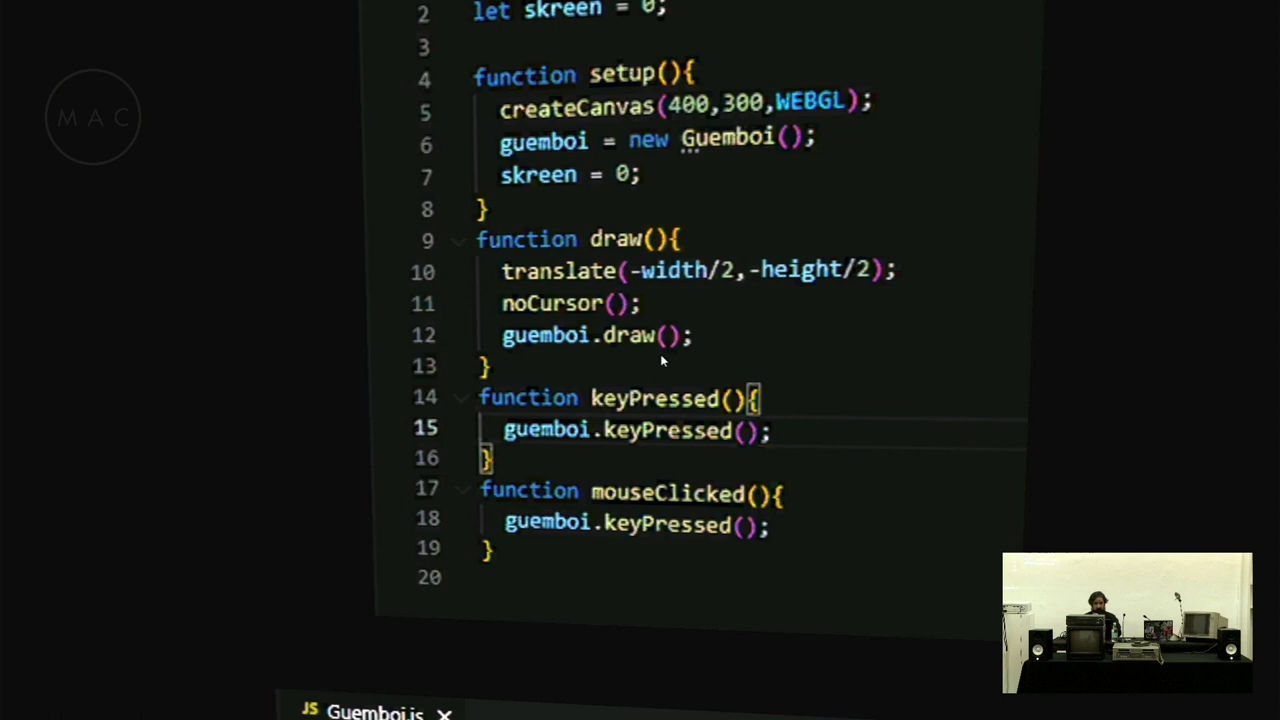 MAC
2 let skreen = 0;
3
4 function setup(){
5 createCanvas(400,300,WEBGL);
6 guemboi = new Guemboi();
7 skreen = 0;
8 }
9 function draw(){
10 translate(-width/2,-height/2);
11 noCursor();
12 guemboi.draw();
13 }
14 function keyPressed(){
15 guemboi.keyPressed();
16 }
17 function mouseClicked(){
18 guemboi.keyPressed();
19 }
20
JS Guemboi.js